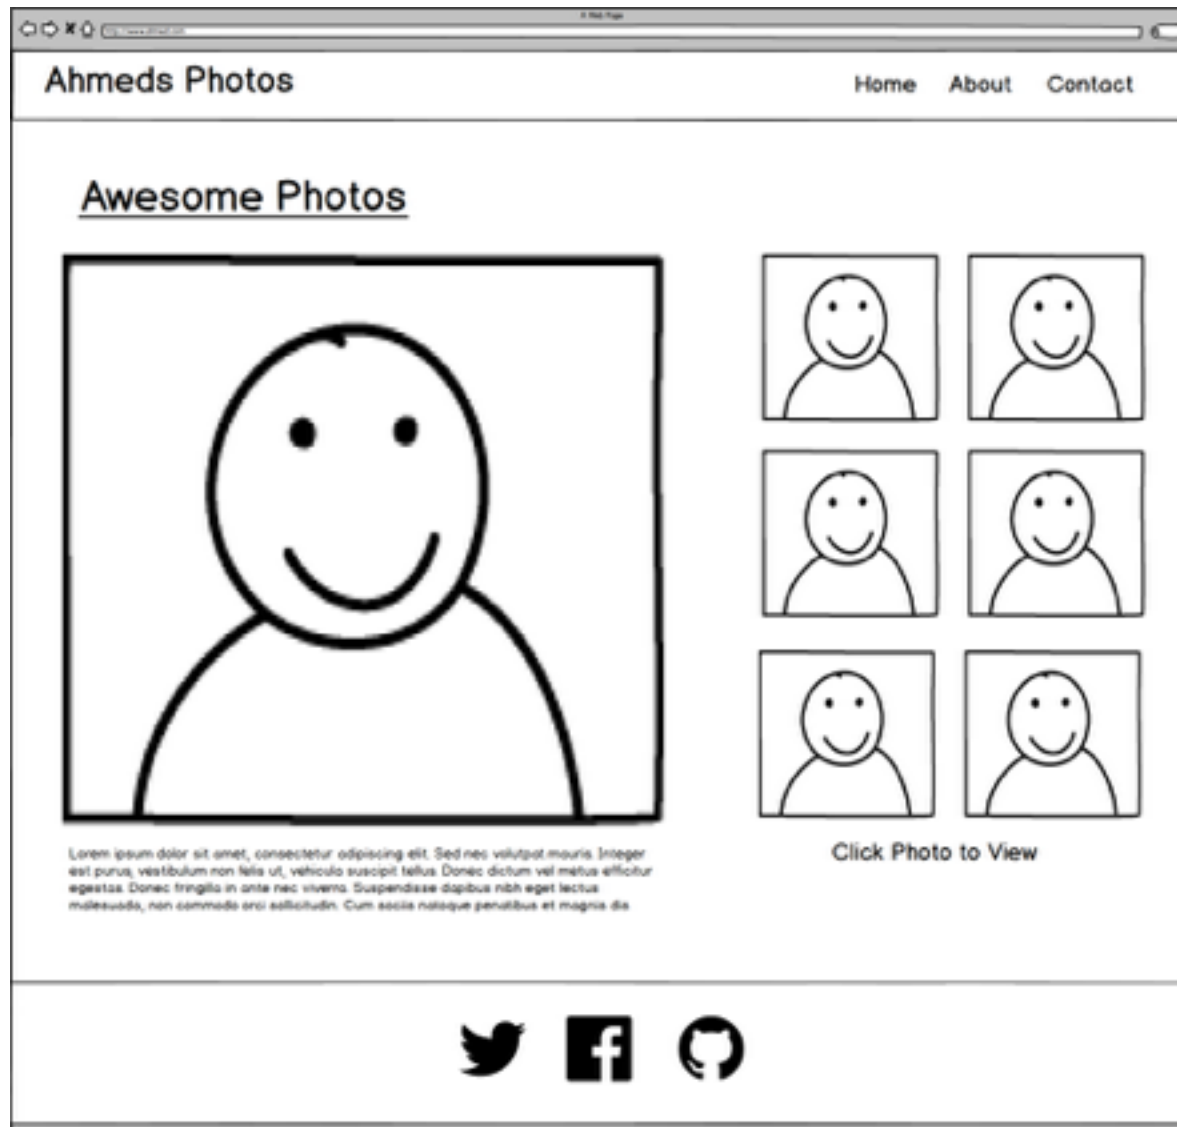 A Web Page
Ahmeds Photos
Home About Contact
Awesome Photos
Lorem ipsum dolor sit amet, consectetur adipiscing elit. Sed nec volutpat mauris. Integer
est purus, vestibulum non felis ut, vehicula suscipit tellus. Donec dictum vel metus efficitur
egestas. Donec fringilla in ante nec viverra. Suspendisse dapibus nibh eget lectus
malesuada, non commodo orci sollicitudin. Cum sociis natoque penatibus et magnis dis
Click Photo to View